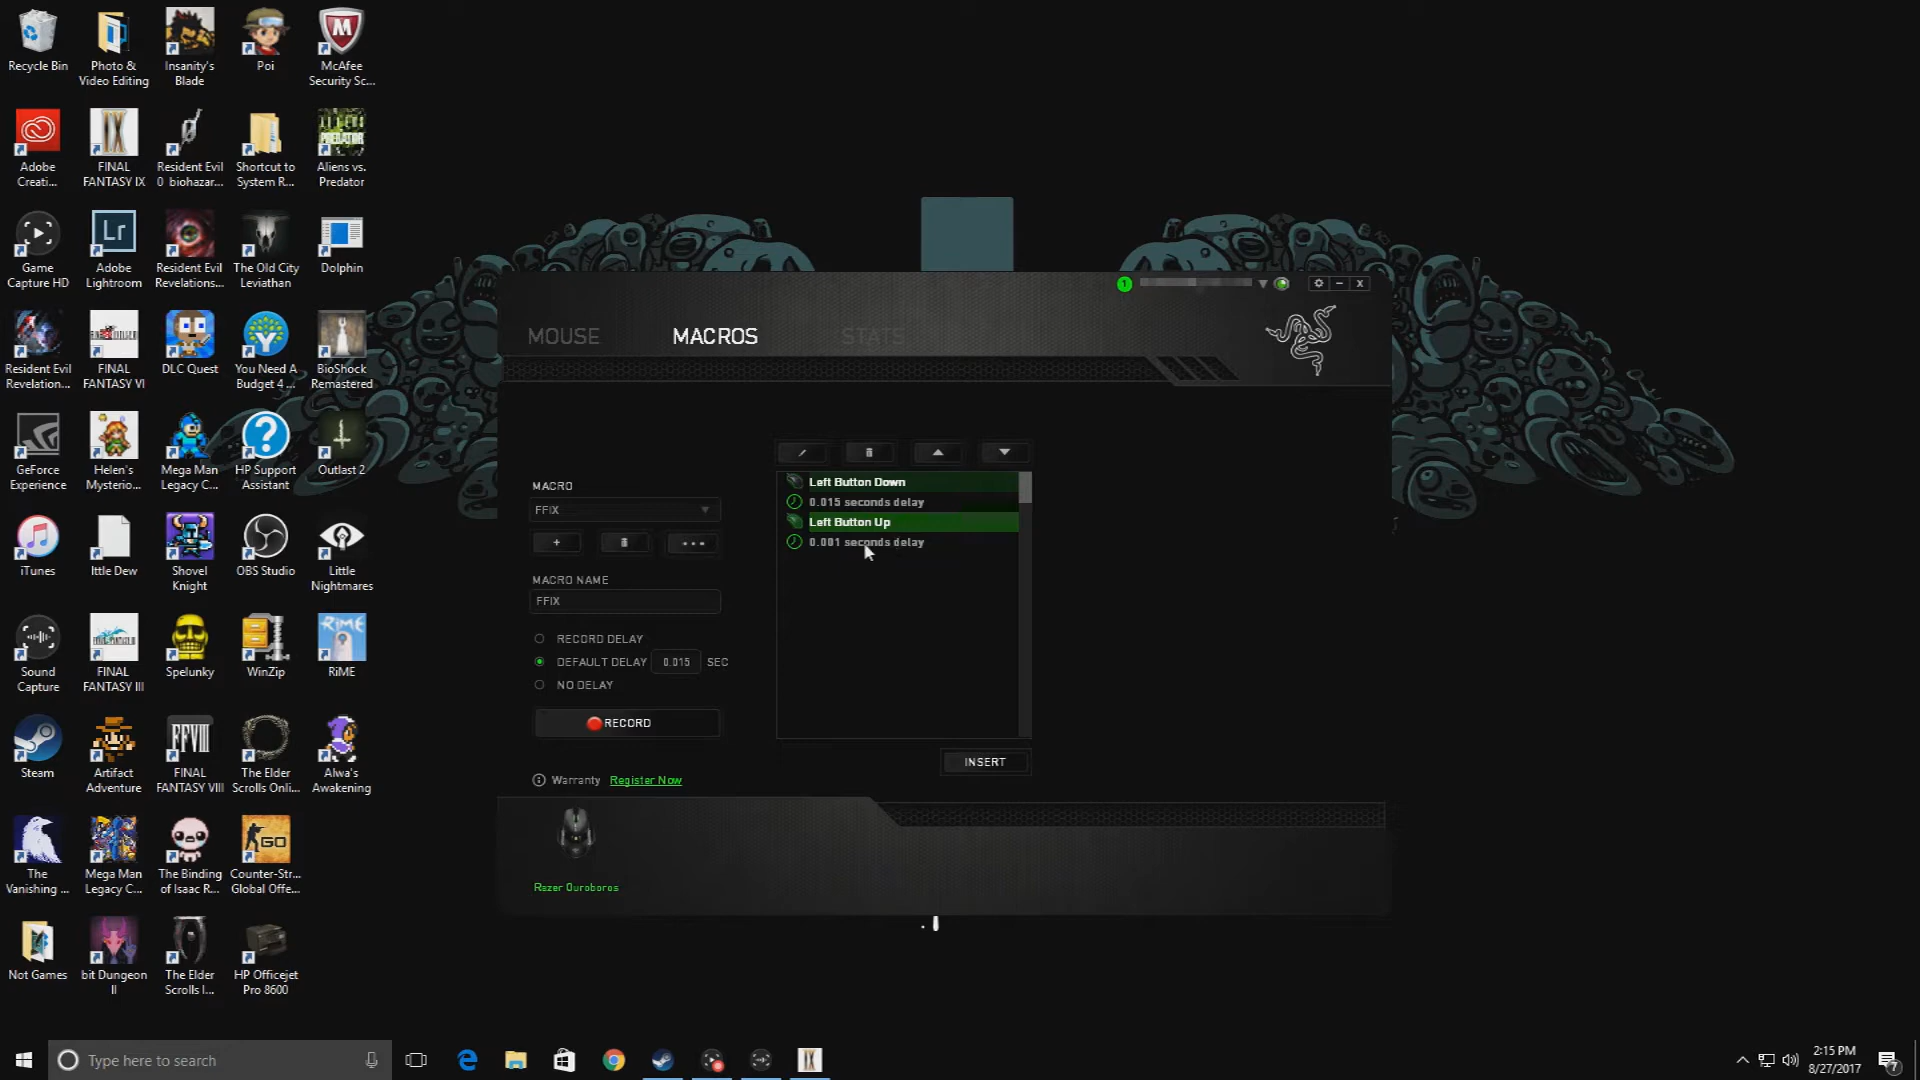 Recycle Bin
Photo &
Video Editing
Insanity's
Blade
Poi
McAfee
Security Sc...
Adobe
Creati...
FINAL
FANTASY IX
Resident Evil
0 biohazar...
Shortcut to
System R...
Aliens vs.
Predator
Game
Capture HD
Adobe
Lightroom
Resident Evil
Revelations...
The Old City
Leviathan
Dolphin
Resident Evil
Revelation...
FINAL
FANTASY VI
DLC Quest
You Need A
Budget 4 ...
BioShock
Remastered
GeForce
Experience
Helen's
Mysterio...
Mega Man
Legacy C...
HP Support
Assistant
Outlast 2
iTunes
Ittle Dew
Shovel
Knight
OBS Studio
Little
Nightmares
Sound
Capture
FINAL
FANTASY III
Spelunky
WinZip
RiME
Steam
Artifact
Adventure
FINAL
FANTASY VIII
The Elder
Scrolls Onli...
Alwa's
Awakening
The
Vanishing ...
Mega Man
Legacy C...
The Binding
of Isaac R...
Counter-Str...
Global Offe...
Not Games
bit Dungeon
II
The Elder
Scrolls I...
HP Officejet
Pro 8600
1
x
MOUSE
MACROS
STATS
MACRO
FFIX
+
MACRO NAME
FFIX
RECORD DELAY
DEFAULT DELAY 0.015 SEC
NO DELAY
RECORD
Warranty Register Now
Left Button Down
0.015 seconds delay
Left Button Up
0.001 seconds delay
INSERT
Razer Ouroboros
Type here to search
2:15 PM
8/27/2017
7